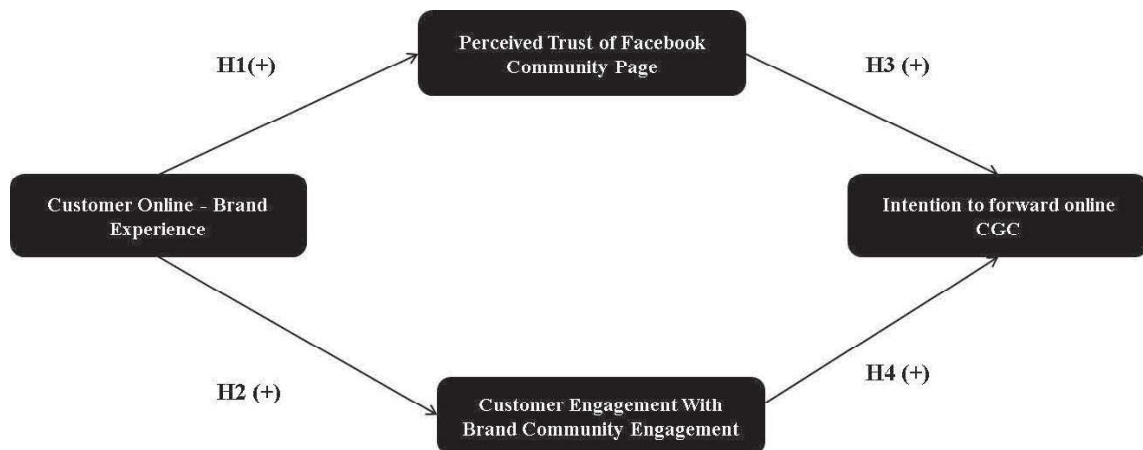 Perceived Trust of Facebook
Community Page
H1(+)
H3 (+)
Customer Online - Brand
Experience
Intention to forward online
CGC
H2 (+)
H4 (+)
Customer Engagement With
Brand Community Engagement